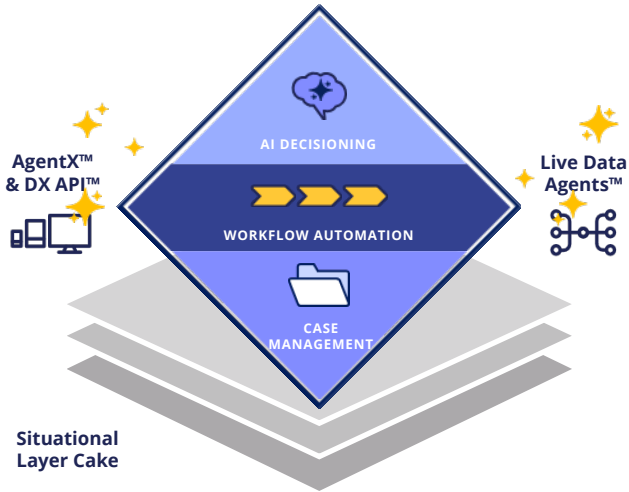 AI DECISIONING
AgentX™
& DX API™
Live Data
Agents™
WORKFLOW AUTOMATION
CASE
MANAGEMENT
Situational
Layer Cake